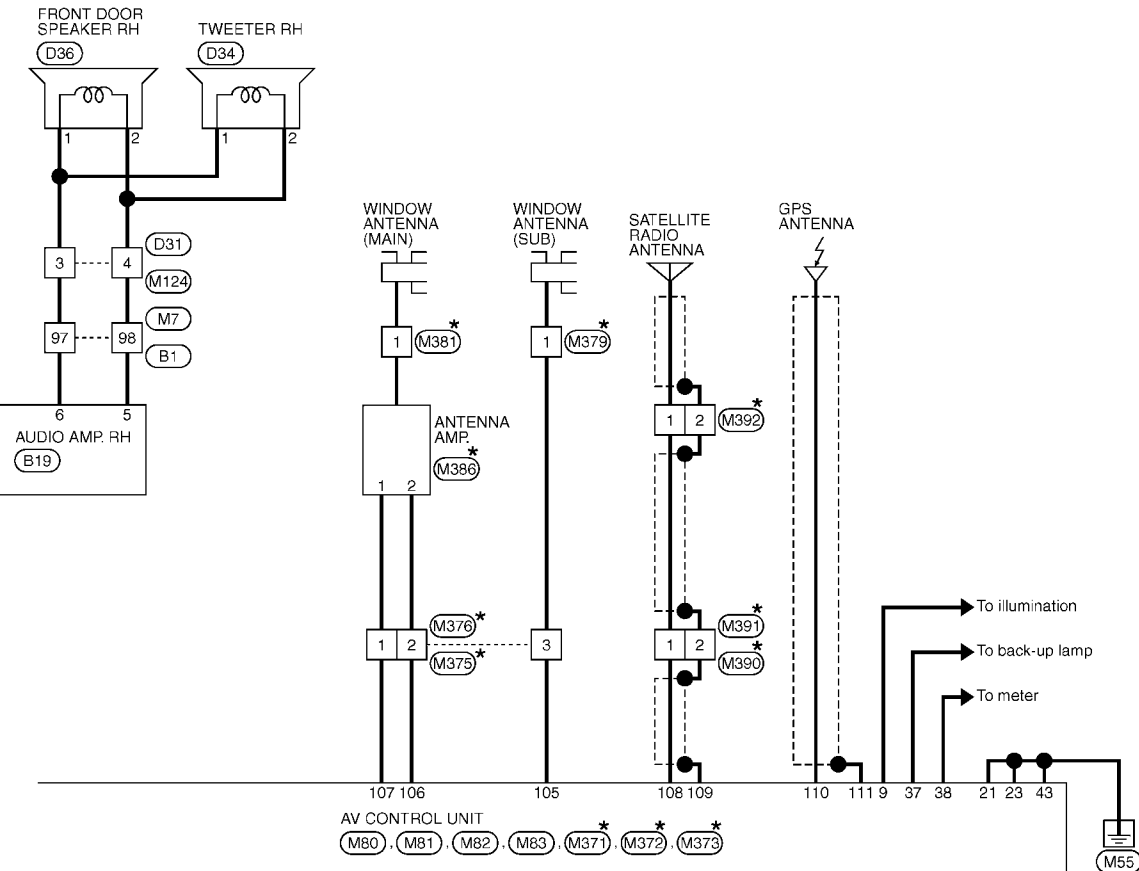 FRONT DOOR
SPEAKER RH
D36
TWEETER RH
D34
1 2
1 2
3 4
D31
M124
97 98
M7
B1
6 5
AUDIO AMP. RH
B19
WINDOW
ANTENNA
(MAIN)
WINDOW
ANTENNA
(SUB)
SATELLITE
RADIO
ANTENNA
GPS
ANTENNA
1 M381*
1 M379*
1 2 M392*
ANTENNA
AMP.
M386*
1 2
1 2
M376*
M375*
3
1 2
M391*
M390*
To illumination
To back-up lamp
To meter
107 106 105 108 109 110 111 9 37 38 21 23 43
AV CONTROL UNIT
M80 , M81 , M82 , M83 , M371* , M372* , M373*
M55